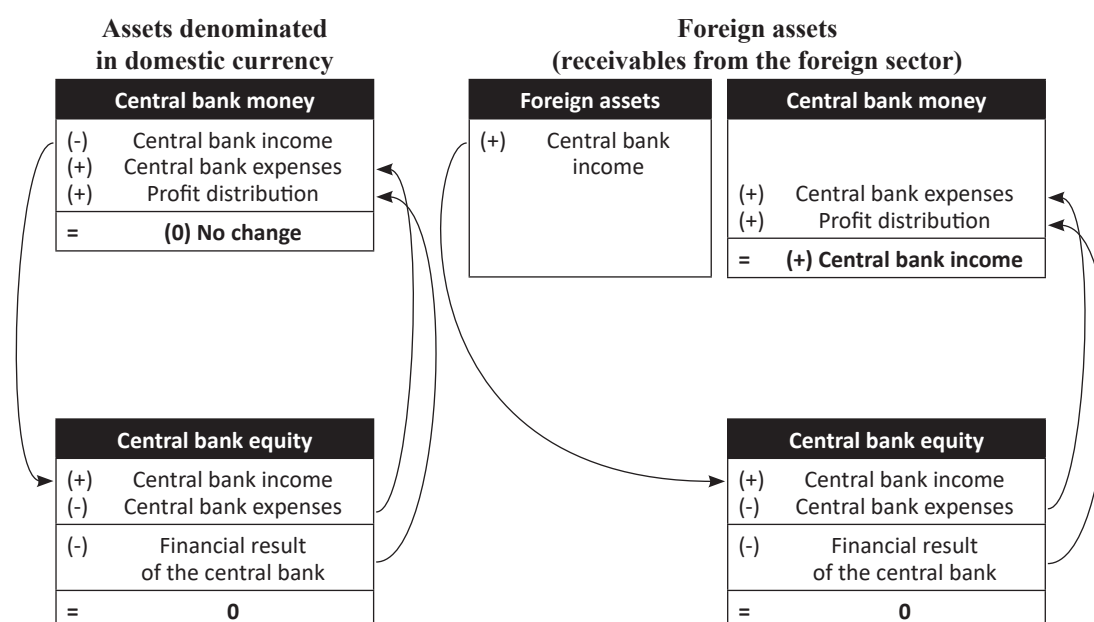 Assets denominated
in domestic currency
Central bank money
(-) Central bank income
(+) Central bank expenses
(+) Profit distribution
= (0) No change
Central bank equity
(+) Central bank income
(-) Central bank expenses
(-) Financial result
of the central bank
= 0
Foreign assets
(receivables from the foreign sector)
Foreign assets
(+) Central bank
income
Central bank money
(+) Central bank expenses
(+) Profit distribution
= (+) Central bank income
Central bank equity
(+) Central bank income
(-) Central bank expenses
(-) Financial result
of the central bank
= 0